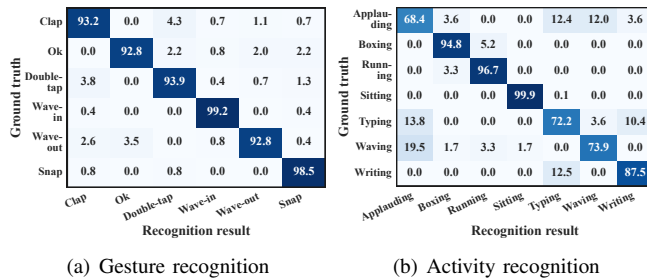 Clap 93.2 0.0 4.3 0.7 1.1 0.7
Ok 0.0 92.8 2.2 0.8 2.0 2.2
Double-
tap 3.8 0.0 93.9 0.4 0.7 1.3
Wave-
in 0.4 0.0 0.0 99.2 0.0 0.4
Wave-
out 2.6 3.5 0.0 0.8 92.8 0.4
Snap 0.8 0.0 0.8 0.0 0.0 98.5
Ground truth
Clap Ok Double-tap Wave-in Wave-out Snap
Recognition result
(a) Gesture recognition
Applau-
ding 68.4 3.6 0.0 0.0 12.4 12.0 3.6
Boxing 0.0 94.8 5.2 0.0 0.0 0.0 0.0
Runn-
ing 0.0 3.3 96.7 0.0 0.0 0.0 0.0
Sitting 0.0 0.0 0.0 99.9 0.1 0.0 0.0
Typing 13.8 0.0 0.0 0.0 72.2 3.6 10.4
Waving 19.5 1.7 3.3 1.7 0.0 73.9 0.0
Writing 0.0 0.0 0.0 0.0 12.5 0.0 87.5
Ground truth
Applauding Boxing Running Sitting Typing Waving Writing
Recognition result
(b) Activity recognition